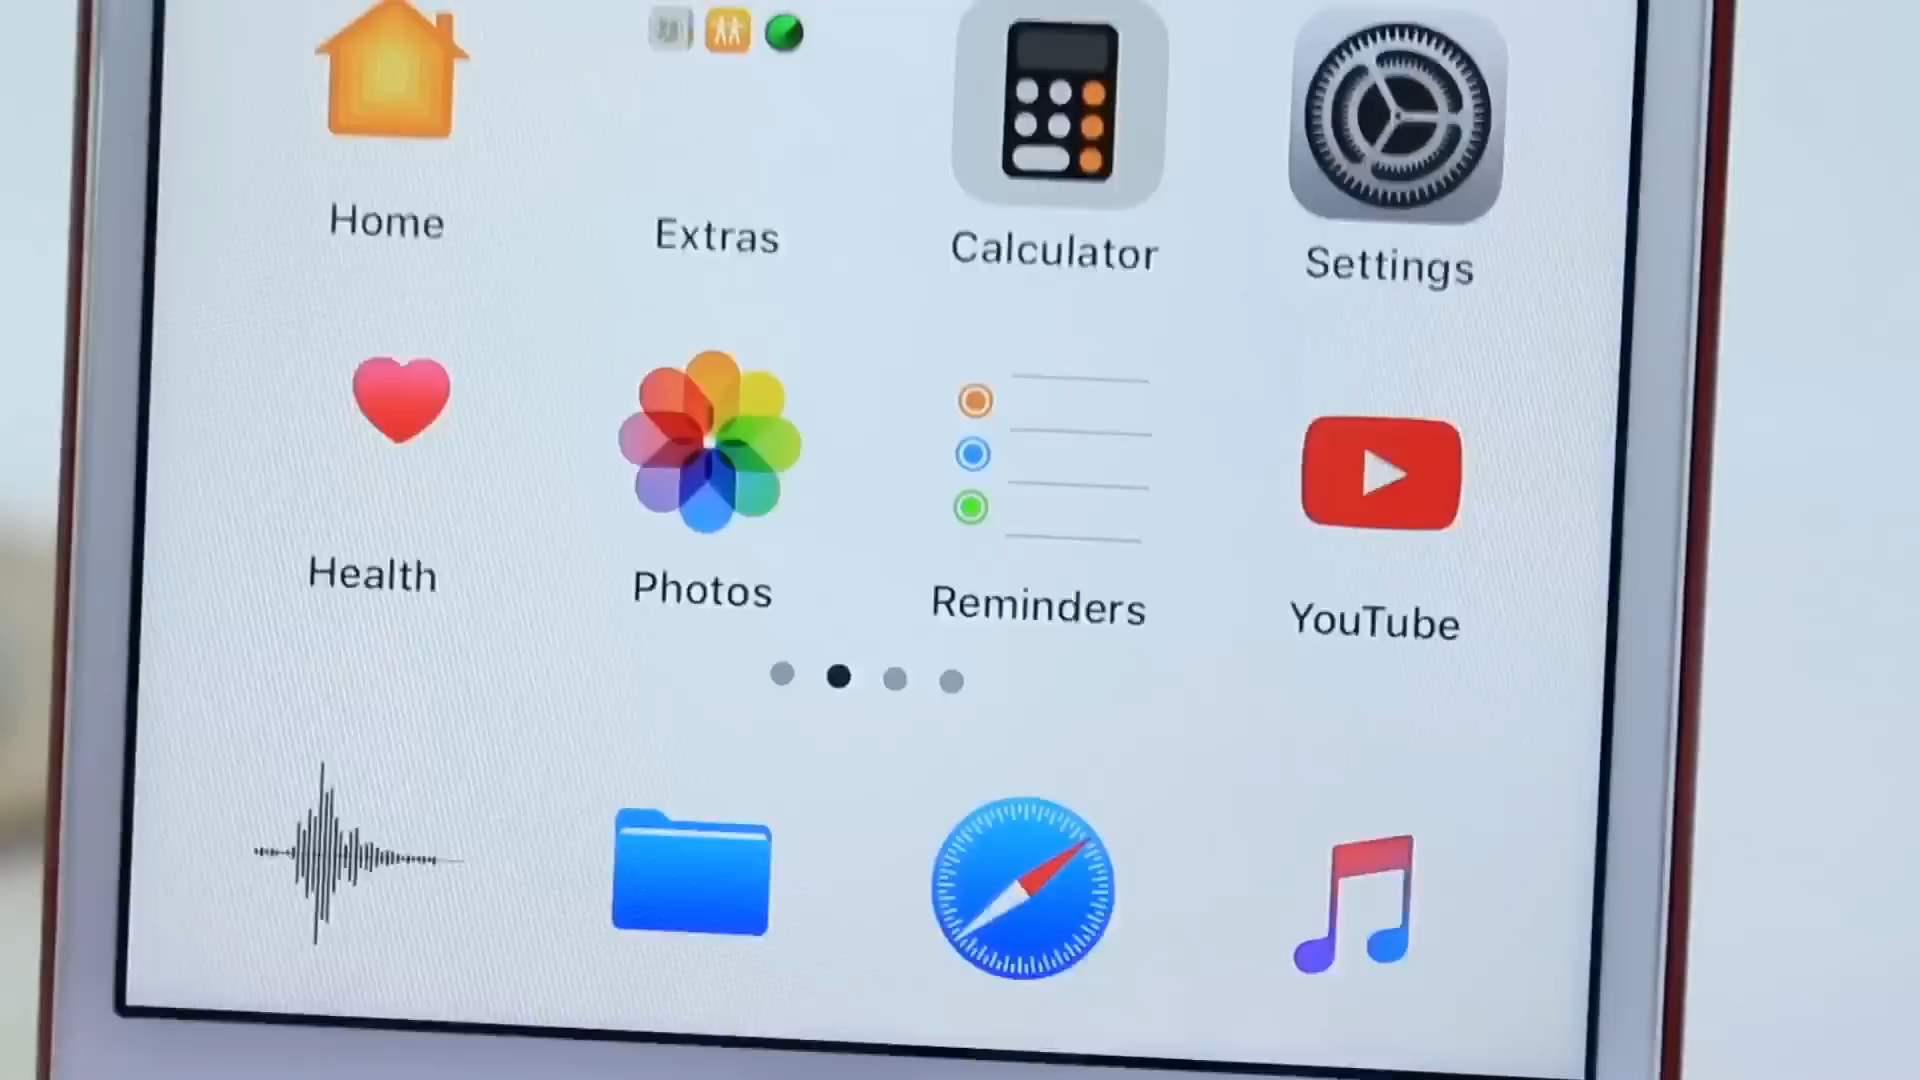 Home
Extras
Calculator
Settings
Health
Photos
Reminders
YouTube